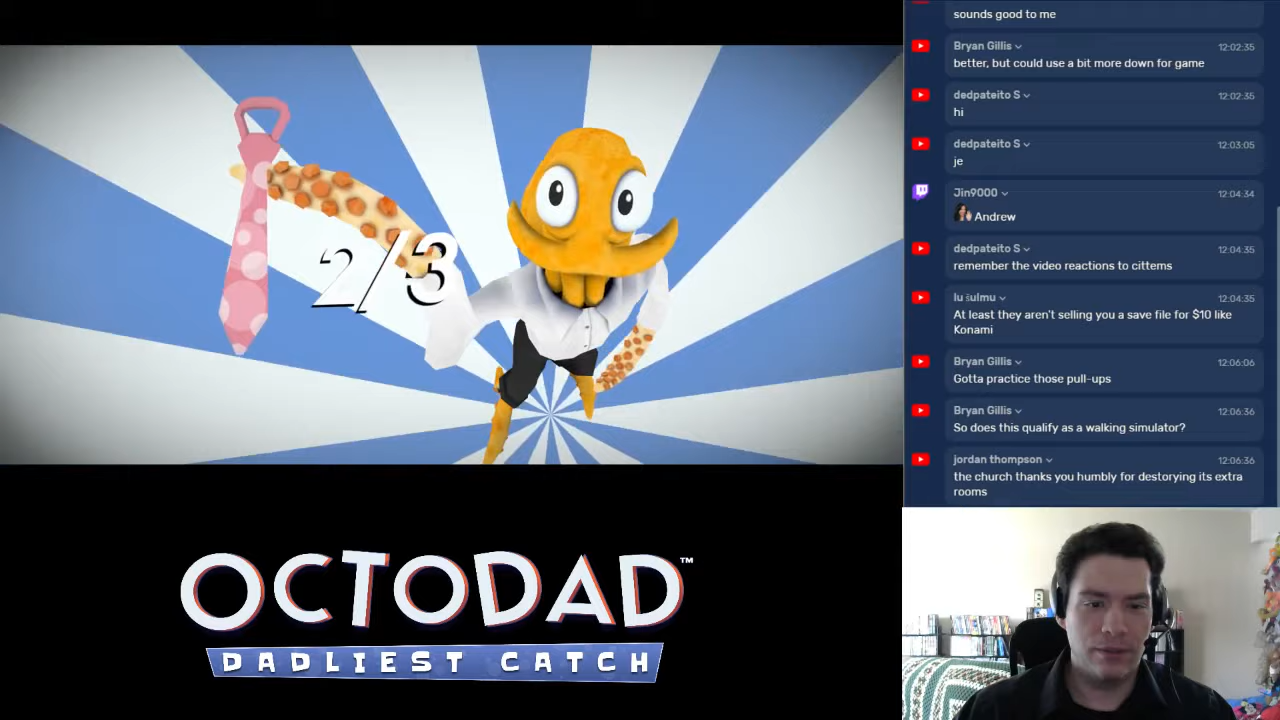 2/3
OCTODAD™
DADLIEST CATCH
sounds good to me
Bryan Gillis
12:02:35
better, but could use a bit more down for game
dedpateito S
12:02:35
hi
dedpateito S
12:03:05
je
Jin9000
12:04:34
Andrew
dedpateito S
12:04:35
remember the video reactions to cittems
lu šulmu
12:04:35
At least they aren't selling you a save file for $10 like
Konami
Bryan Gillis
12:06:06
Gotta practice those pull-ups
Bryan Gillis
12:06:36
So does this qualify as a walking simulator?
jordan thompson
12:06:36
the church thanks you humbly for destorying its extra
rooms